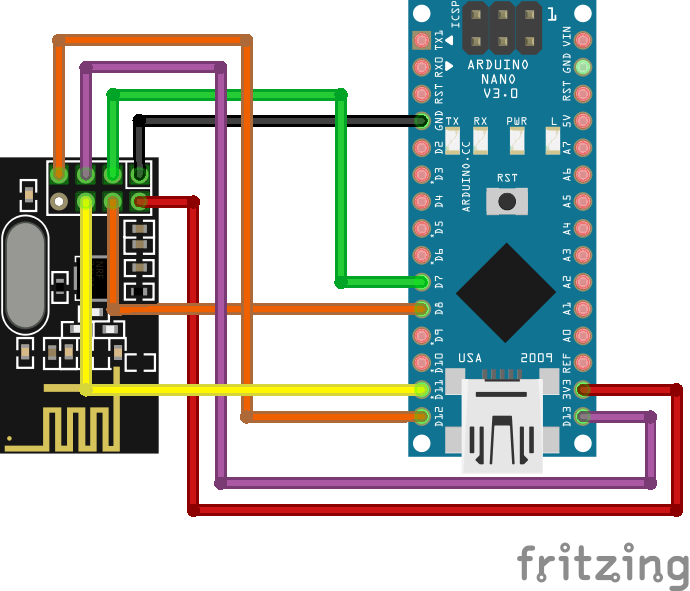 ICSP
1
TX1
RX0
RST
GND
D2
D3
D4
D5
D6
D7
D8
D9
D10
D11
D12
ARDUINO
NANO
V3.0
TX RX PWR L
ARDUINO.CC
RST
USA 2009
VIN
GND
RST
5V
A7
A6
A5
A4
A3
A2
A1
A0
REF
3V3
D13
fritzing